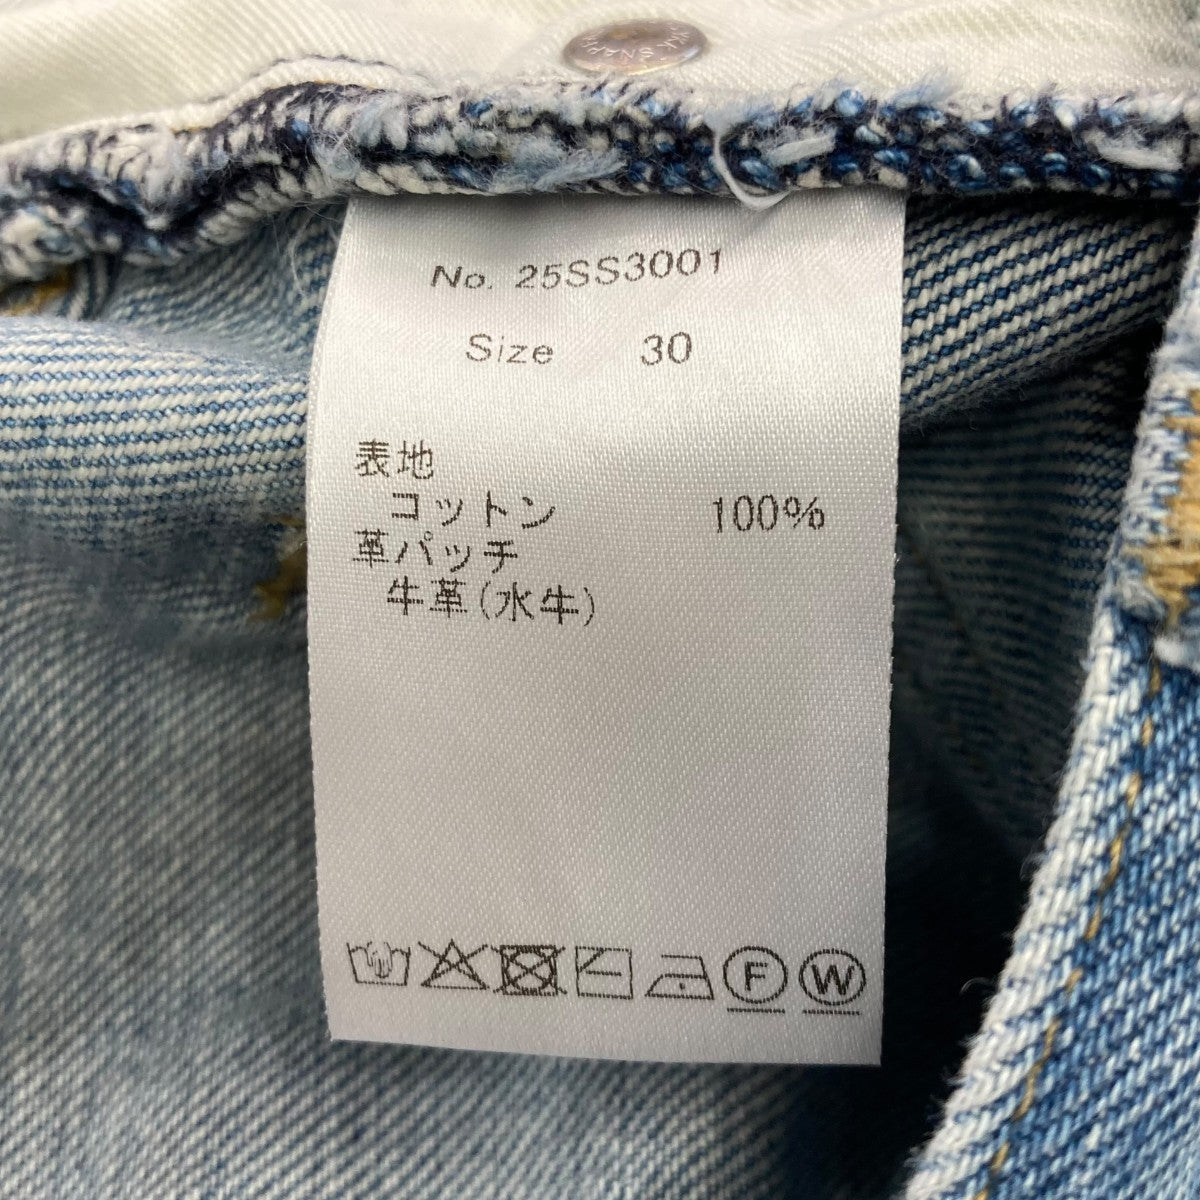 SNAP
No. 25SS3001
Size 30
表地
コットン 100%
革パッチ
牛革(水牛)
F W